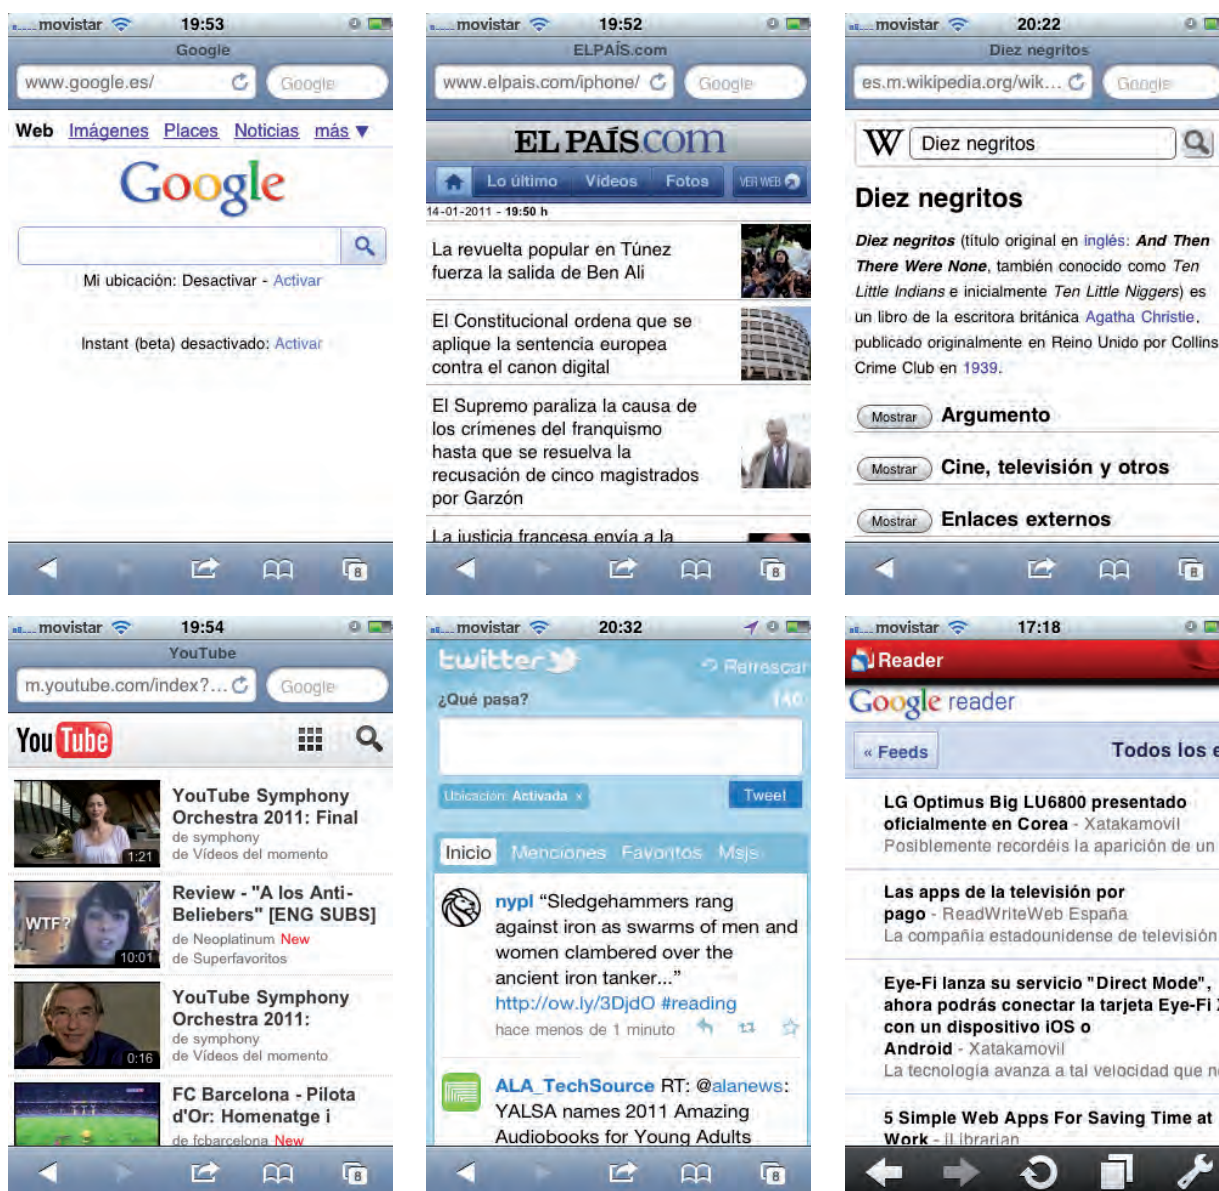 movistar 19:53
Google
www.google.es/ Google
Web Imágenes Places Noticias más ▼
Google
Mi ubicación: Desactivar - Activar
Instant (beta) desactivado: Activar
8
movistar 19:52
ELPAÍS.com
www.elpais.com/iphone/ Google
EL PAÍScom
Lo último Vídeos Fotos VER WEB
14-01-2011 - 19:50 h
La revuelta popular en Túnez
fuerza la salida de Ben Ali
El Constitucional ordena que se
aplique la sentencia europea
contra el canon digital
El Supremo paraliza la causa de
los crímenes del franquismo
hasta que se resuelva la
recusación de cinco magistrados
por Garzón
La justicia francesa envía a la
8
movistar 20:22
Diez negritos
es.m.wikipedia.org/wik... Google
W Diez negritos
Diez negritos
Diez negritos (título original en inglés: And Then
There Were None, también conocido como Ten
Little Indians e inicialmente Ten Little Niggers) es
un libro de la escritora británica Agatha Christie,
publicado originalmente en Reino Unido por Collins
Crime Club en 1939.
Mostrar Argumento
Mostrar Cine, televisión y otros
Mostrar Enlaces externos
8
movistar 19:54
YouTube
m.youtube.com/index?... Google
YouTube
YouTube Symphony
Orchestra 2011: Final
de symphony
de Vídeos del momento
1:21
Review - "A los Anti-
Beliebers" [ENG SUBS]
de Neoplatinum New
de Superfavoritos
WTF?
10:01
YouTube Symphony
Orchestra 2011:
de symphony
de Vídeos del momento
0:16
FC Barcelona - Pilota
d'Or: Homenatge i
de fcbarcelona New
8
movistar 20:32
twitter Refrescar
¿Qué pasa? 140
Ubicación: Activada × Tweet
Inicio Menciones Favoritos Msjs
nypl “Sledgehammers rang
against iron as swarms of men and
women clambered over the
ancient iron tanker...”
http://ow.ly/3DjdO #reading
hace menos de 1 minuto
ALA_TechSource RT: @alanews:
YALSA names 2011 Amazing
Audiobooks for Young Adults
8
movistar 17:18
Reader
Google reader
« Feeds Todos los e
LG Optimus Big LU6800 presentado
oficialmente en Corea - Xatakamovil
Posiblemente recordéis la aparición de un
Las apps de la televisión por
pago - ReadWriteWeb España
La compañía estadounidense de televisión
Eye-Fi lanza su servicio "Direct Mode",
ahora podrás conectar la tarjeta Eye-Fi
con un dispositivo iOS o
Android - Xatakamovil
La tecnología avanza a tal velocidad que n
5 Simple Web Apps For Saving Time at
Work - iLibrarian